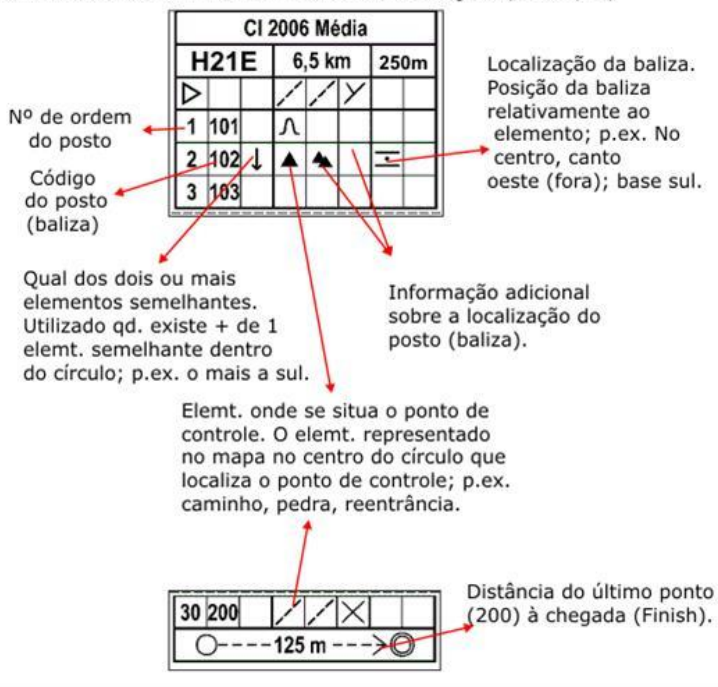 CI 2006 Média
H21E 6,5 km 250m
1 101
2 102
3 103
Nº de ordem
do posto
Código
do posto
(baliza)
Localização da baliza.
Posição da baliza
relativamente ao
elemento; p.ex. No
centro, canto
oeste (fora); base sul.
Qual dos dois ou mais
elementos semelhantes.
Utilizado qd. existe + de 1
elemt. semelhante dentro
do círculo; p.ex. o mais a sul.
Informação adicional
sobre a localização do
posto (baliza).
Elemt. onde se situa o ponto de
controle. O elemt. representado
no mapa no centro do círculo que
localiza o ponto de controle; p.ex.
caminho, pedra, reentrância.
30 200
125 m
Distância do último ponto
(200) à chegada (Finish).